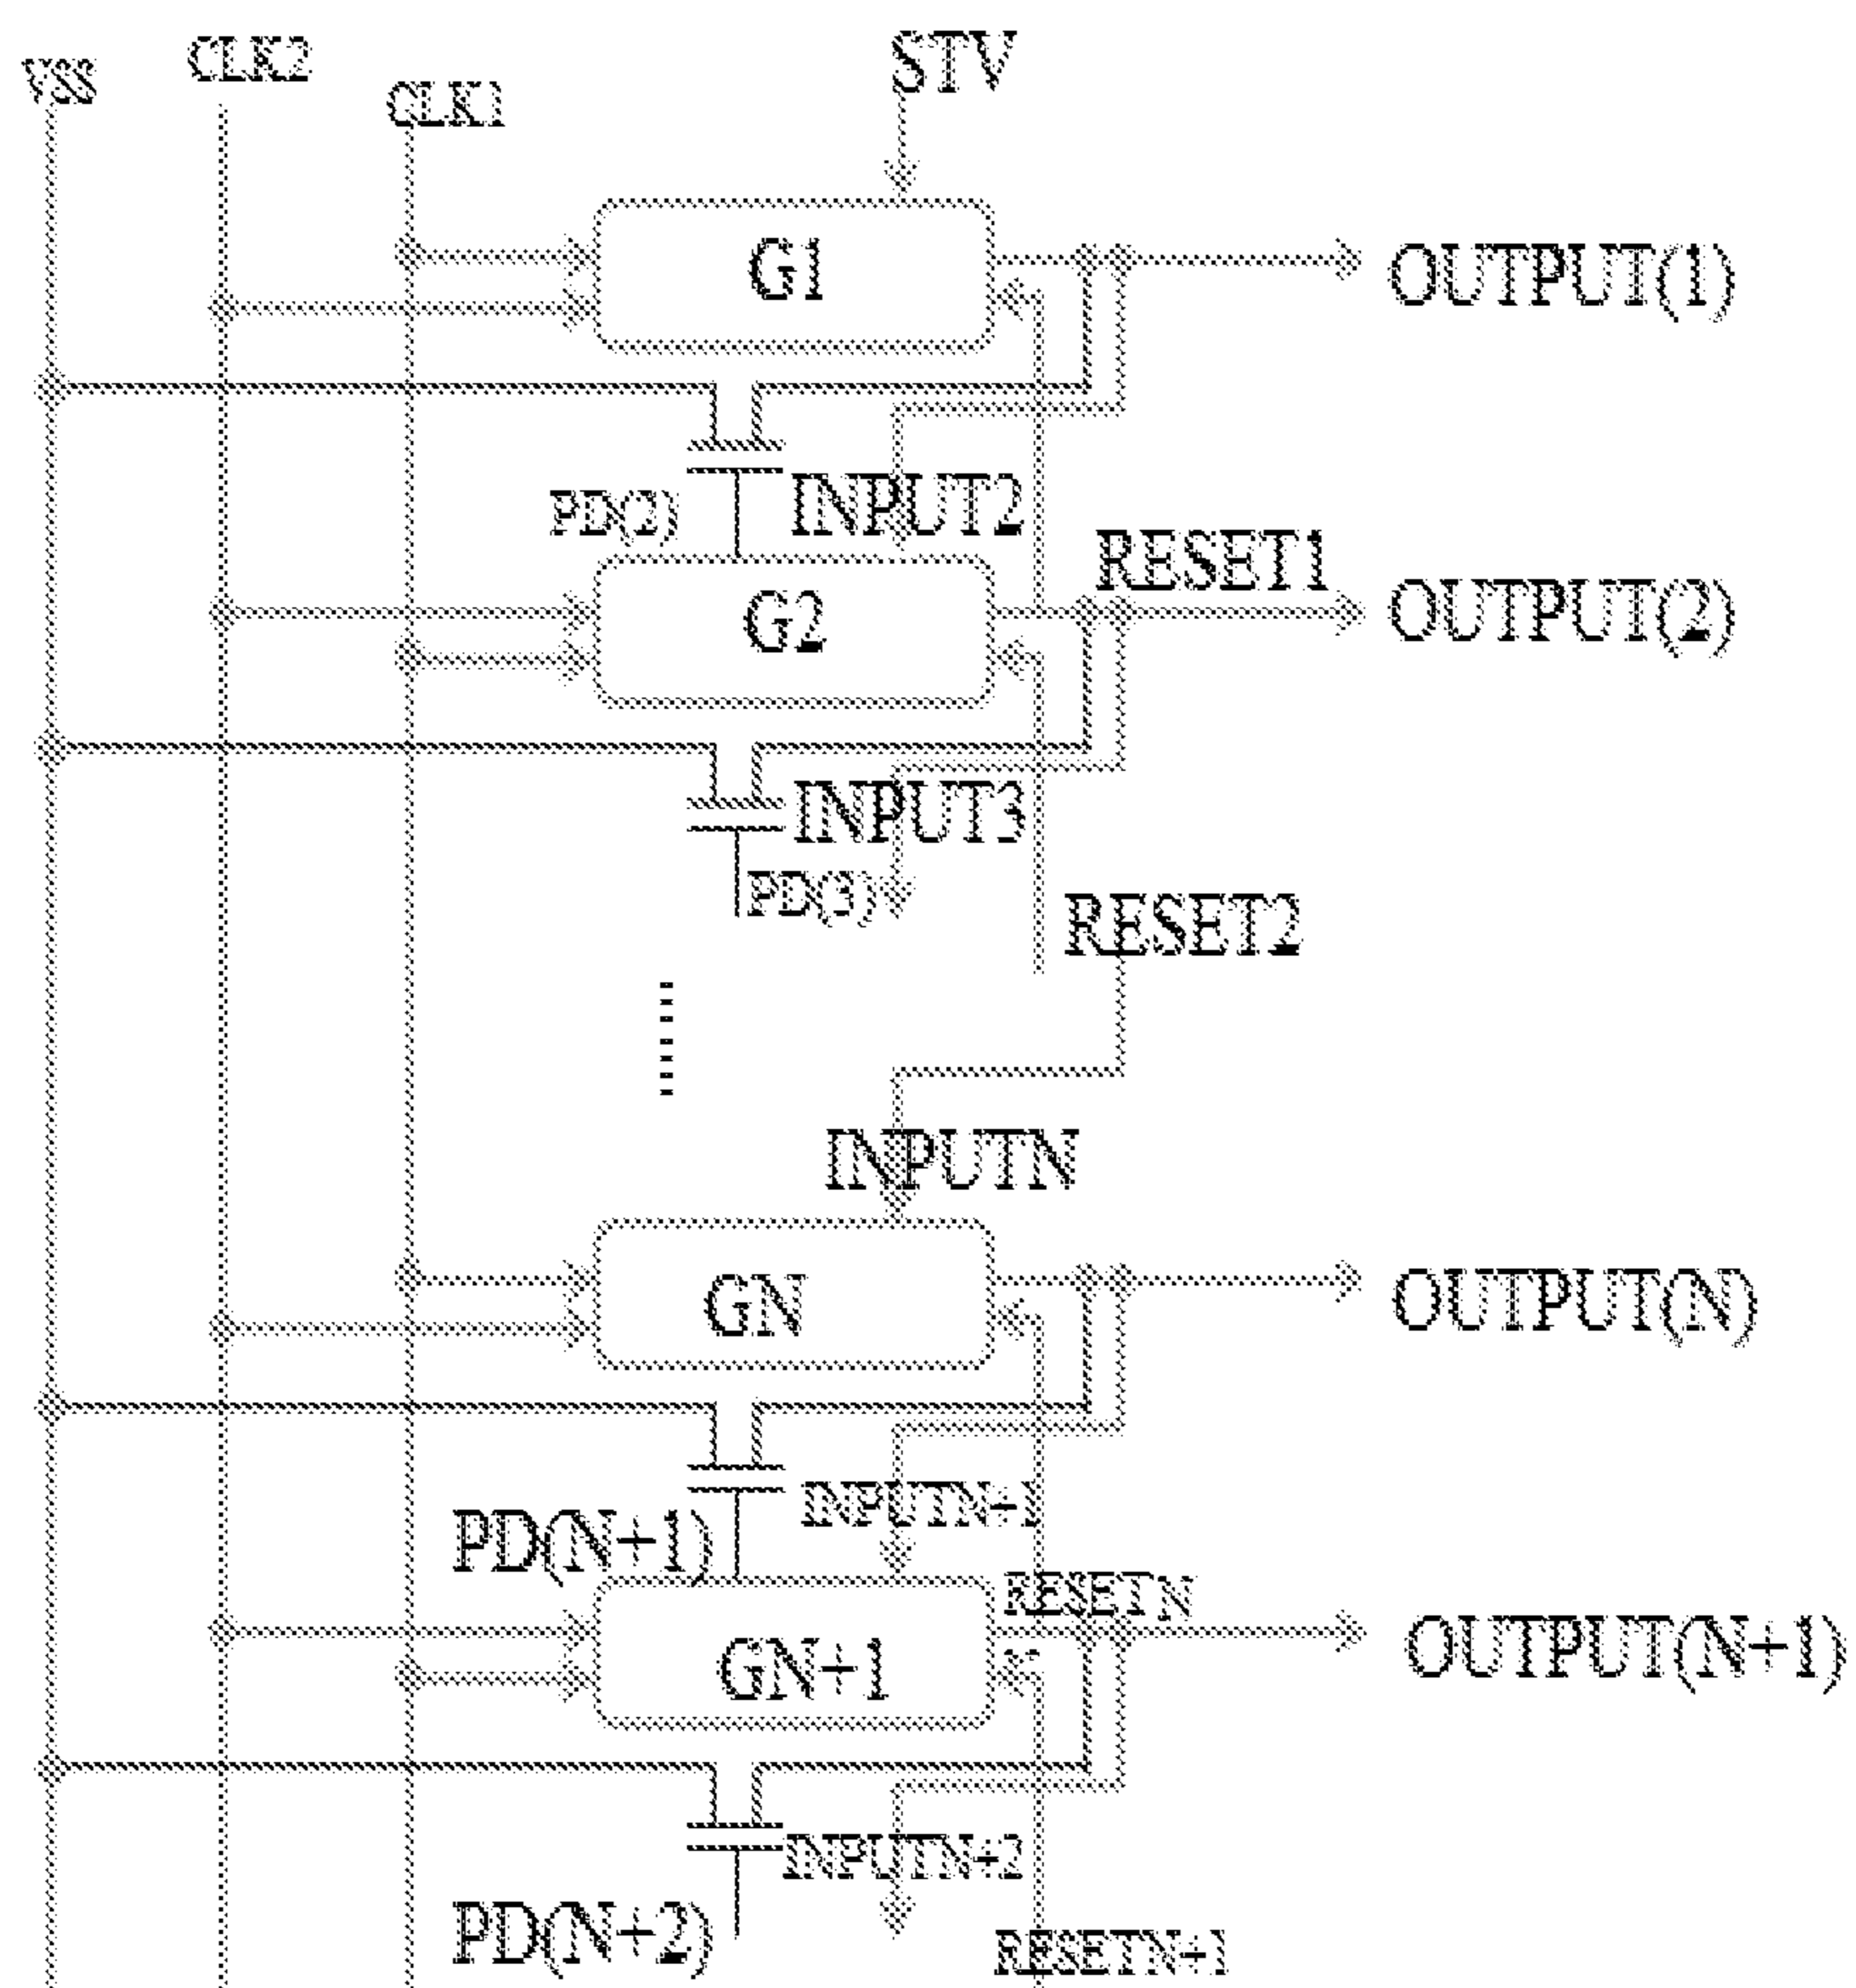 VSS
CLK2
CLK1
STV
G1
OUTPUT(1)
PD(2)
INPUT2
RESET1
G2
OUTPUT(2)
INPUT3
PD(3)
RESET2
INPUTN
GN
OUTPUT(N)
INPUTN+1
PD(N+1)
RESETN
GN+1
OUTPUT(N+1)
INPUTN+2
PD(N+2)
RESETN+1